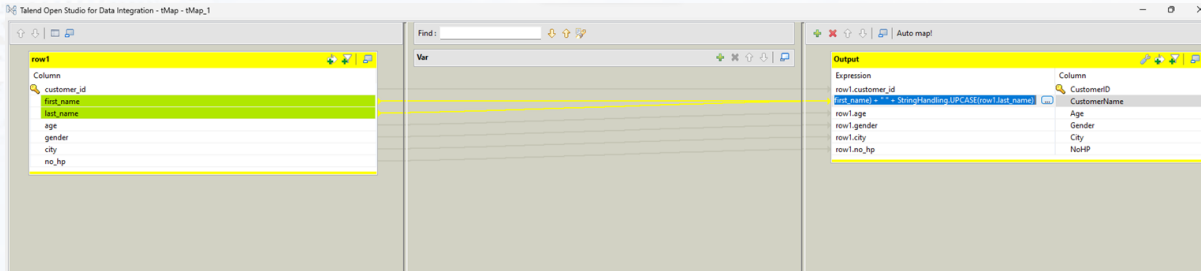 Talend Open Studio for Data Integration - tMap - tMap_1
Find :
Auto map!
row1
Column
customer_id
first_name
last_name
age
gender
city
no_hp
Var
Output
Expression Column
row1.customer_id CustomerID
first_name) + " " + StringHandling.UPCASE(row1.last_name) ... CustomerName
row1.age Age
row1.gender Gender
row1.city City
row1.no_hp NoHP